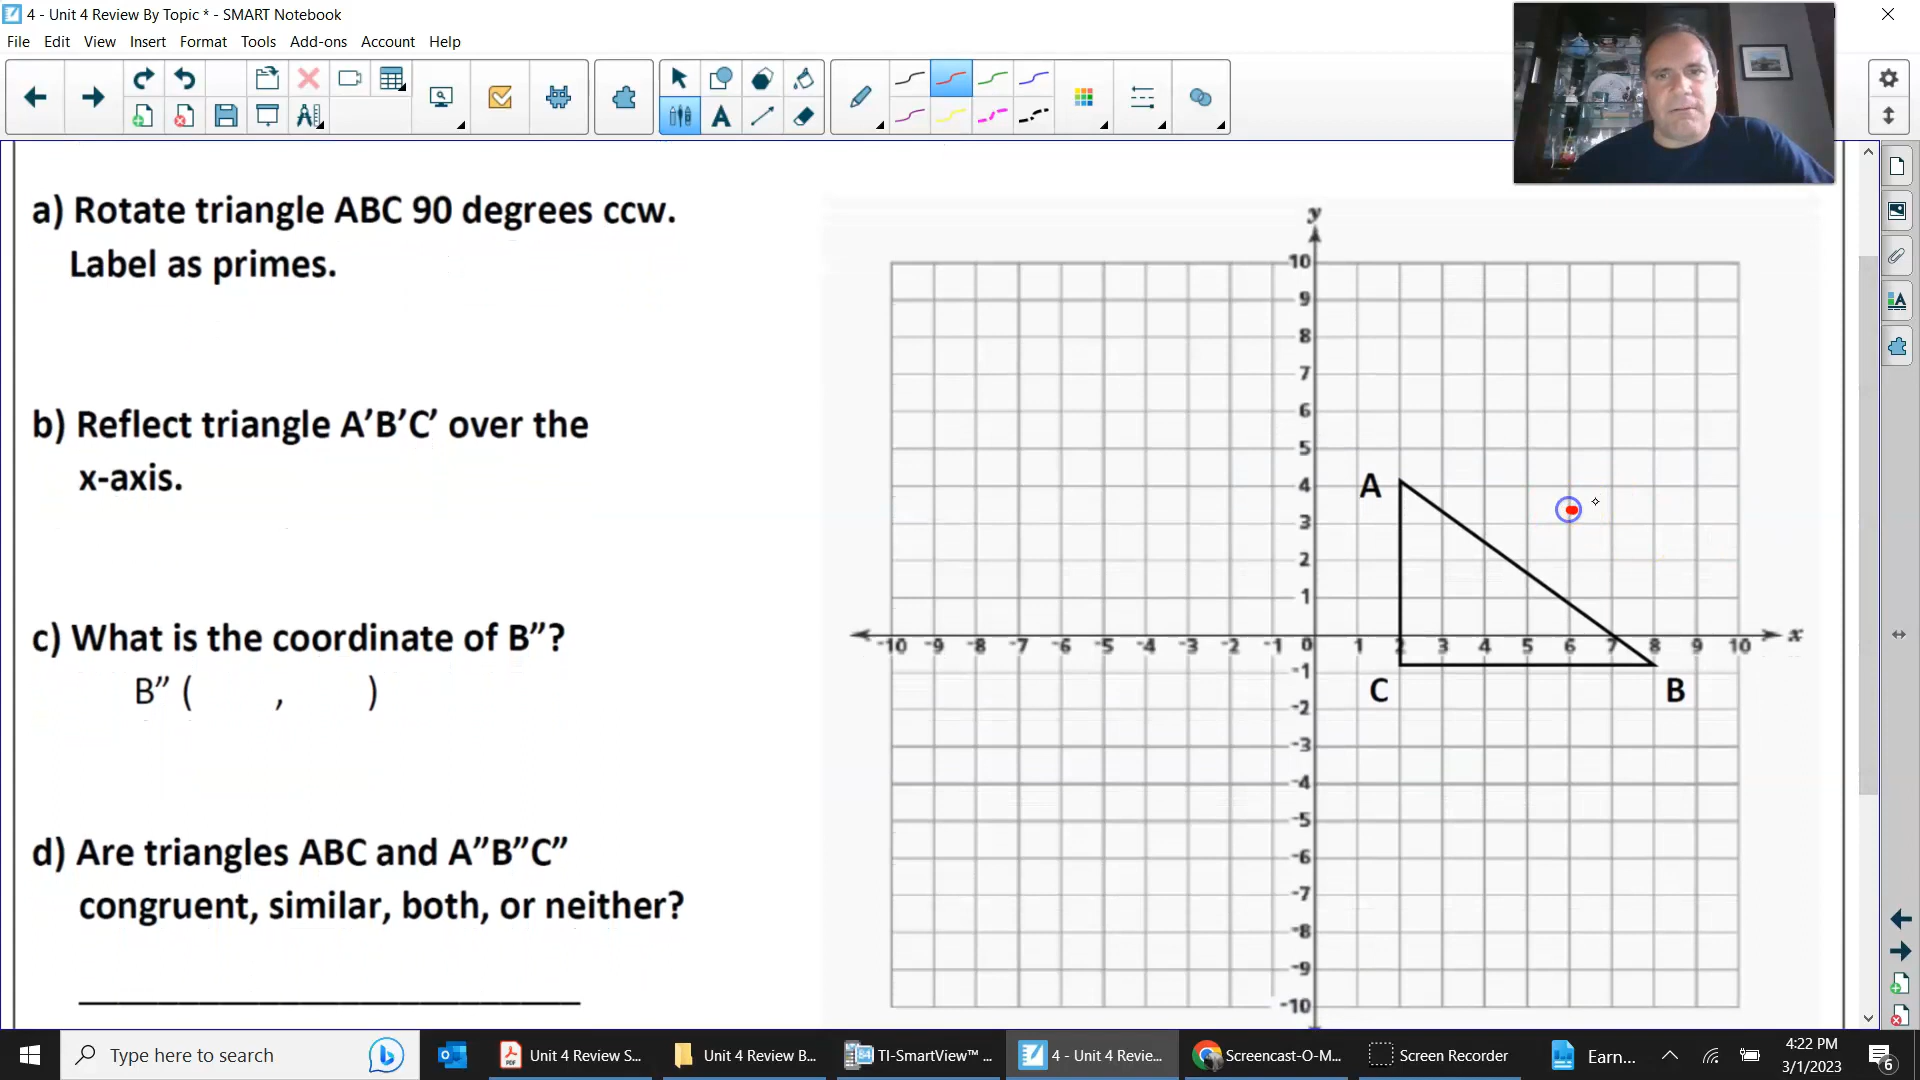 4 - Unit 4 Review By Topic * - SMART Notebook
File Edit View Insert Format Tools Add-ons Account Help
a) Rotate triangle ABC 90 degrees ccw.
Label as primes.
b) Reflect triangle A’B’C’ over the
x-axis.
c) What is the coordinate of B”?
B” ( , )
d) Are triangles ABC and A”B”C”
congruent, similar, both, or neither?
y
10
9
8
7
6
5
4
3
2
1
-10 -9 -8 -7 -6 -5 -4 -3 -2 -1 0 1 2 3 4 5 6 7 8 9 10 x
-1
-2
-3
-4
-5
-6
-7
-8
-9
-10
A
C
B
Type here to search
Unit 4 Review S...
Unit 4 Review B...
84
TI-SmartView™ ...
4 - Unit 4 Revie...
Screencast-O-M...
Screen Recorder
Earn...
4:22 PM
3/1/2023
6